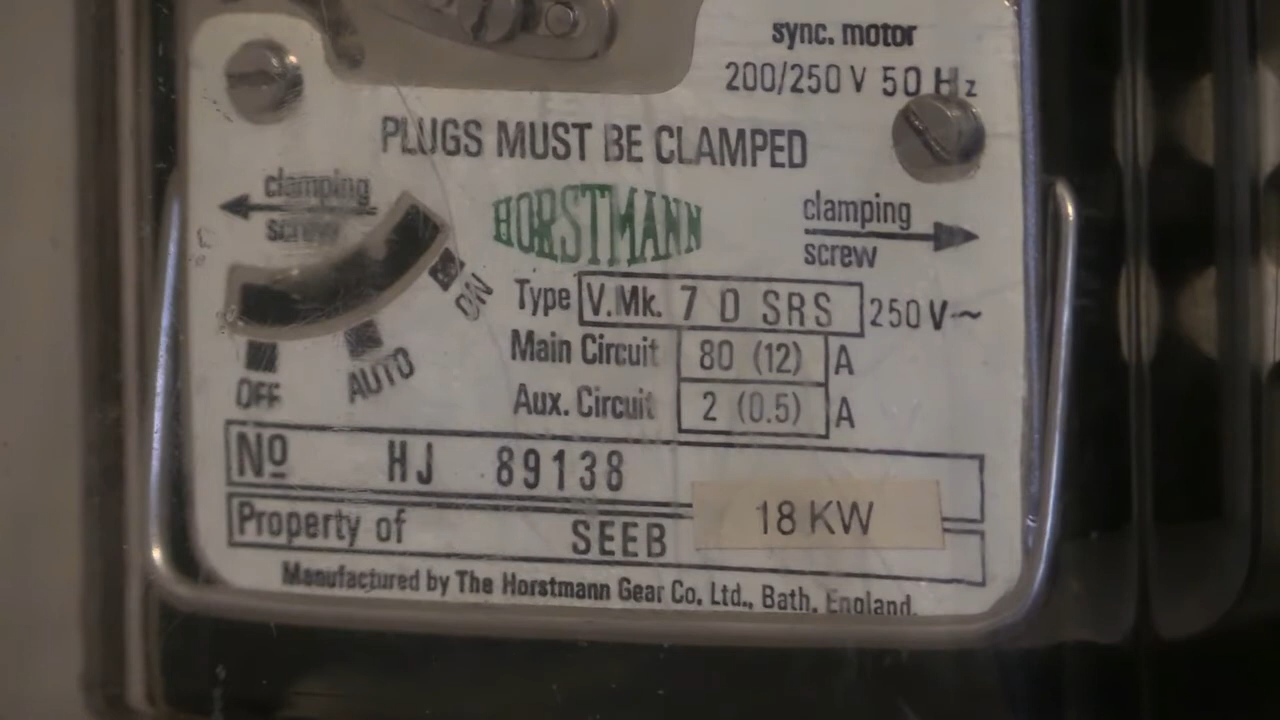 sync. motor
200/250 V 50 Hz
PLUGS MUST BE CLAMPED
clamping
screw
HORSTMANN
clamping
screw
ON
AUTO
OFF
Type V.Mk. 7 D SRS 250 V~
Main Circuit 80 (12) A
Aux. Circuit 2 (0.5) A
Nº HJ 89138
18 KW
Property of SEEB
Manufactured by The Horstmann Gear Co. Ltd., Bath, England.